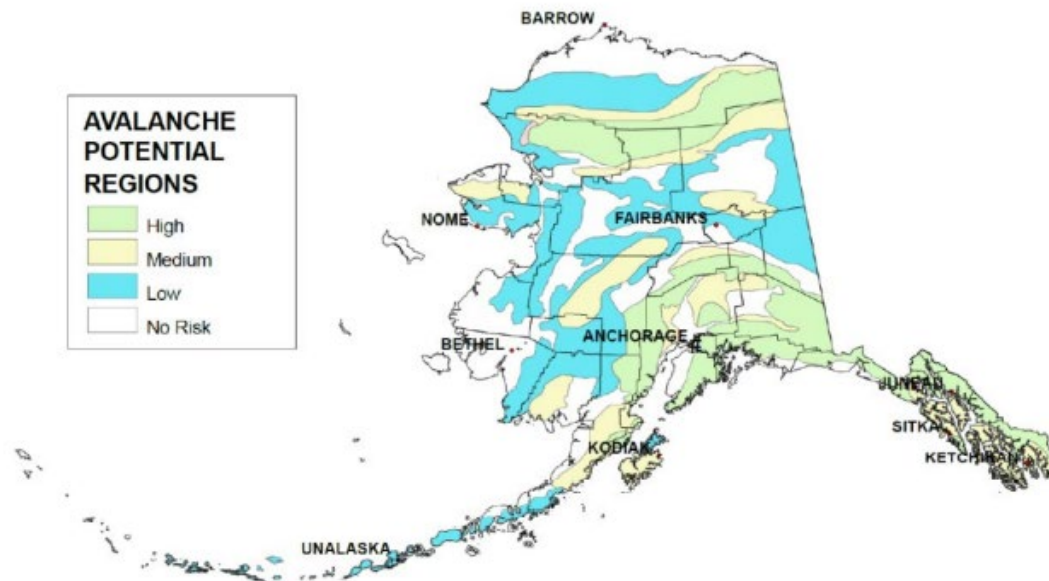 BARROW
AVALANCHE
POTENTIAL
REGIONS
High
Medium
Low
No Risk
NOME
FAIRBANKS
BETHEL
ANCHORAGE
JUNEAU
SITKA
KODIAK
KETCHIKAN
UNALASKA